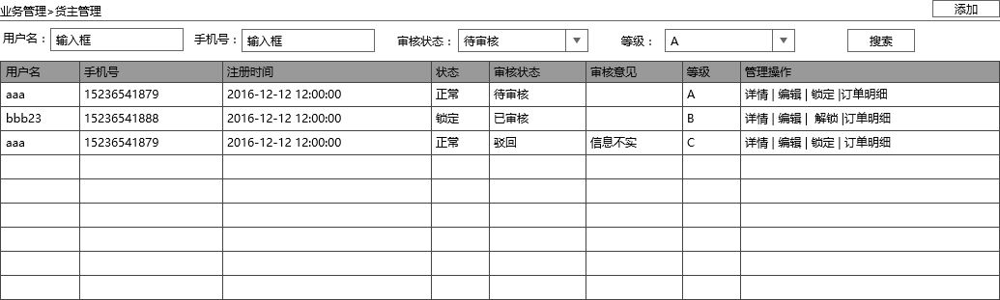 业务管理>货主管理 添加
用户名： 输入框 手机号： 输入框 审核状态： 待审核 等级： A 搜索
用户名 手机号 注册时间 状态 审核状态 审核意见 等级 管理操作
aaa 15236541879 2016-12-12 12:00:00 正常 待审核 A 详情 | 编辑 | 锁定 |订单明细
bbb23 15236541888 2016-12-12 12:00:00 锁定 已审核 B 详情 | 编辑 | 解锁 |订单明细
aaa 15236541879 2016-12-12 12:00:00 正常 驳回 信息不实 C 详情 | 编辑 | 锁定 | 订单明细